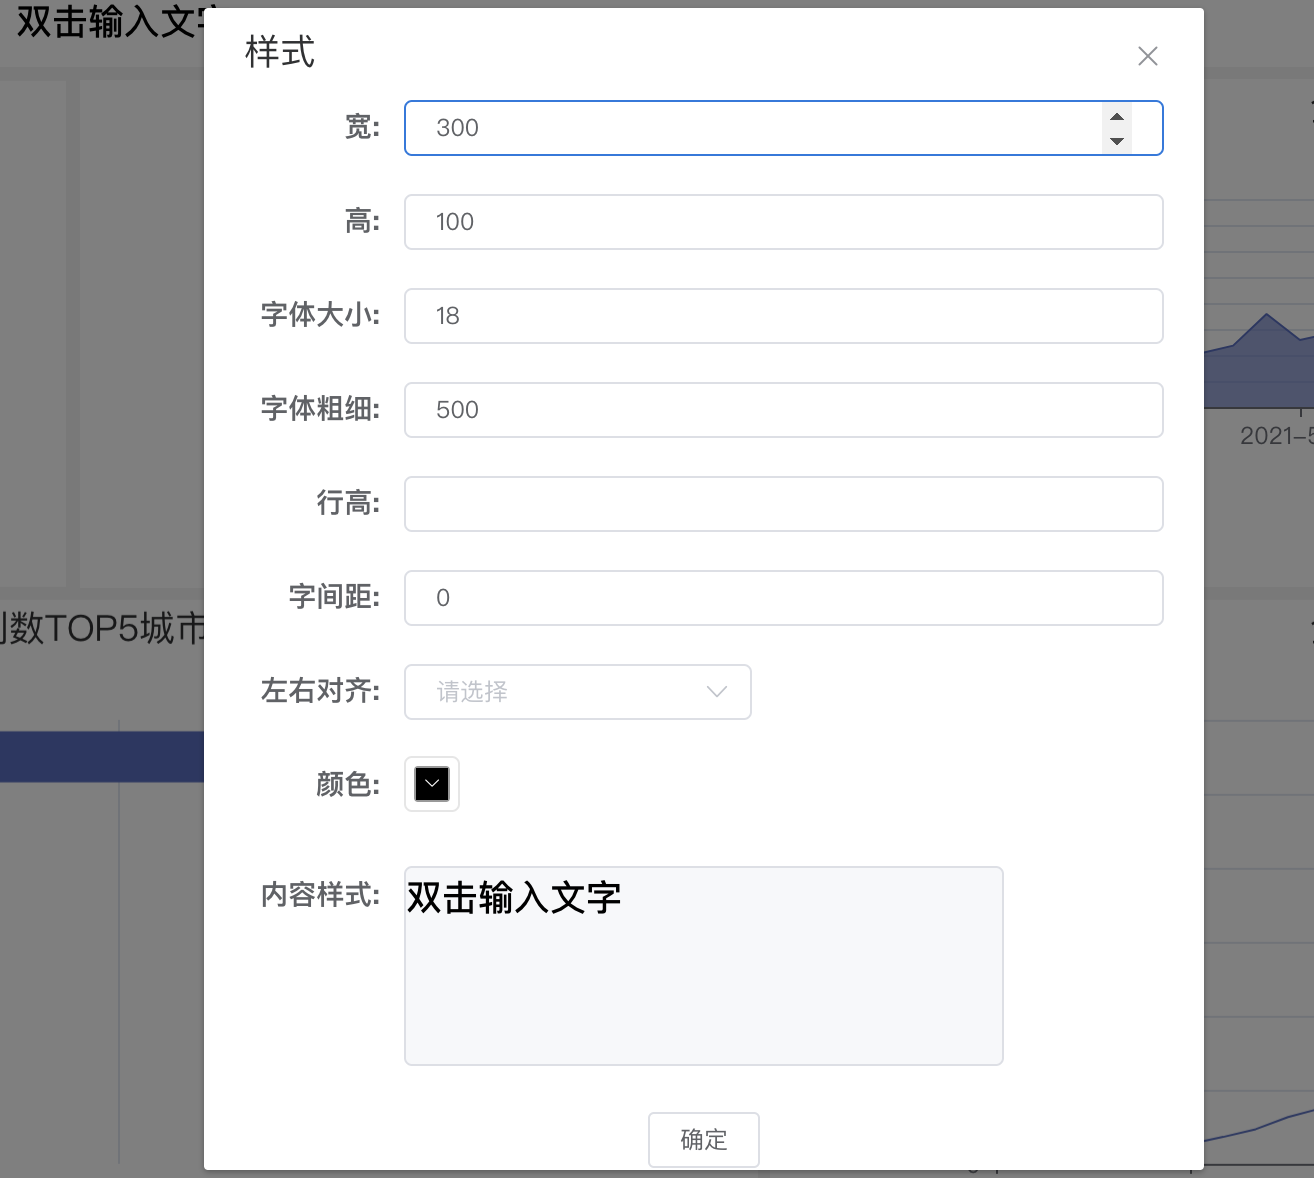 双击输入文字
样式
宽:
300
高:
100
字体大小:
18
字体粗细:
500
行高:
字间距:
0
左右对齐:
请选择
颜色:
内容样式:
双击输入文字
确定
2021-5
数TOP5城市